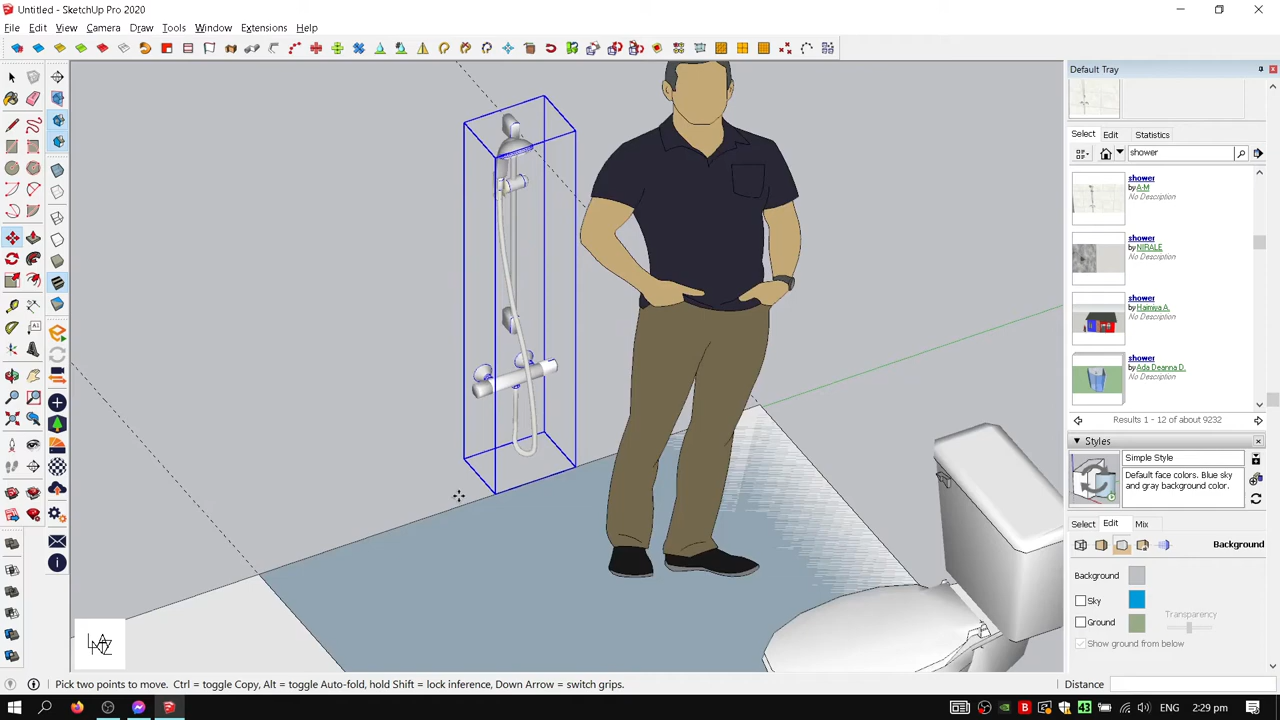 Untitled - SketchUp Pro 2020
File Edit View Camera Draw Tools Window Extensions Help
Default Tray
Select Edit Statistics
shower
shower
by A-M
No Description
shower
by NIRALE
No Description
shower
by Haimiya A.
No Description
shower
by Ada Deanna D.
No Description
Results 1 - 12 of about 9232
Styles
Simple Style
Default face colors. Blue sky
and gray background color.
Select Edit Mix
Background
Background
Sky
Transparency
Ground
Show ground from below
Pick two points to move. Ctrl = toggle Copy, Alt = toggle Auto-fold, hold Shift = lock inference, Down Arrow = switch grips.
Distance
43 ENG 2:29 pm